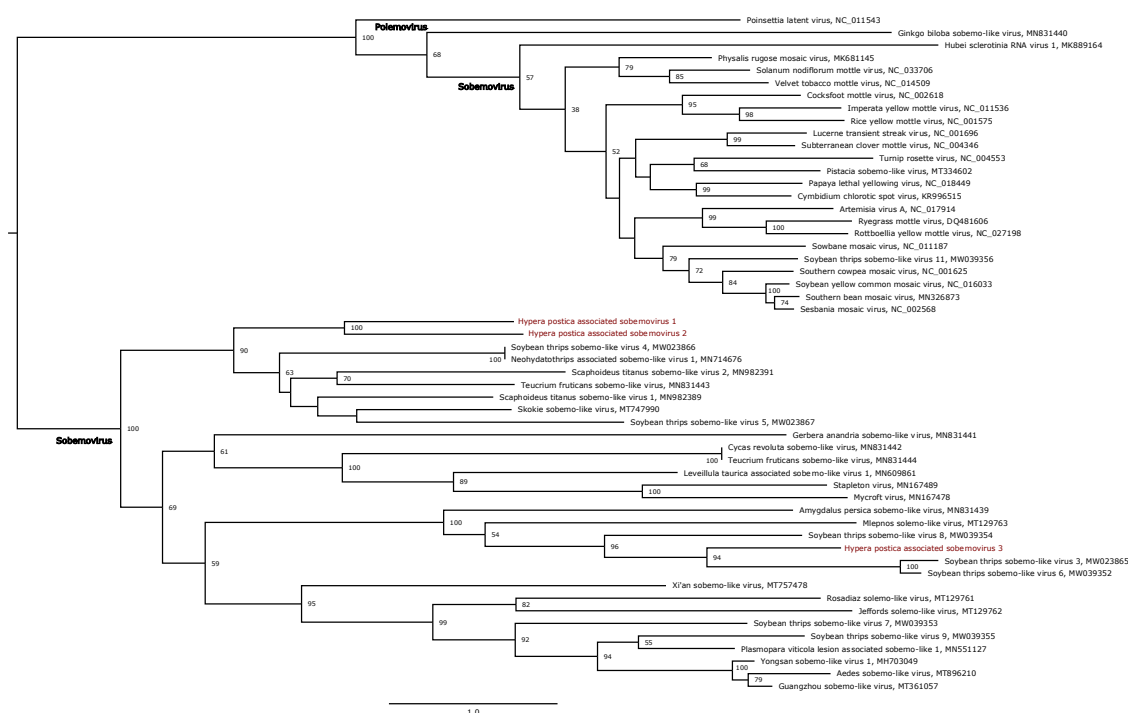 Poinsettia latent virus, NC_011543
Polemovirus
Ginkgo biloba sobemo-like virus, MN831440
100
Hubei sclerotinia RNA virus 1, MK889164
68
Physalis rugose mosaic virus, MK681145
79
Solanum nodiflorum mottle virus, NC_033706
57
85
Velvet tobacco mottle virus, NC_014509
Sobemovirus
Cocksfoot mottle virus, NC_002618
95
Imperata yellow mottle virus, NC_011536
38
98
Rice yellow mottle virus, NC_001575
Lucerne transient streak virus, NC_001696
99
Subterranean clover mottle virus, NC_004346
52
Turnip rosette virus, NC_004553
68
Pistacia sobemo-like virus, MT334602
Papaya lethal yellowing virus, NC_018449
99
Cymbidium chlorotic spot virus, KR996515
Artemisia virus A, NC_017914
99
Ryegrass mottle virus, DQ481606
100
Rottboellia yellow mottle virus, NC_027198
Sowbane mosaic virus, NC_011187
79
Soybean thrips sobemo-like virus 11, MW039356
72
Southern cowpea mosaic virus, NC_001625
84
Soybean yellow common mosaic virus, NC_016033
100
Southern bean mosaic virus, MN326873
74
Sesbania mosaic virus, NC_002568
Hypera postica associated sobemovirus 1
100
Hypera postica associated sobemovirus 2
90
Soybean thrips sobemo-like virus 4, MW023866
100
Neohydatothrips associated sobemo-like virus 1, MN714676
63
Scaphoideus titanus sobemo-like virus 2, MN982391
70
Teucrium fruticans sobemo-like virus, MN831443
Scaphoideus titanus sobemo-like virus 1, MN982389
Skokie sobemo-like virus, MT747990
Soybean thrips sobemo-like virus 5, MW023867
100
Sobemovirus
Gerbera anandria sobemo-like virus, MN831441
61
Cycas revoluta sobemo-like virus, MN831442
100
Teucrium fruticans sobemo-like virus, MN831444
100
Leveillula taurica associated sobemo-like virus 1, MN609861
89
Stapleton virus, MN167489
100
Mycroft virus, MN167478
69
Amygdalus persica sobemo-like virus, MN831439
100
Mlepnos solemo-like virus, MT129763
54
Soybean thrips sobemo-like virus 8, MW039354
96
Hypera postica associated sobemovirus 3
94
Soybean thrips sobemo-like virus 3, MW023865
100
Soybean thrips sobemo-like virus 6, MW039352
59
Xi'an sobemo-like virus, MT757478
95
Rosadiaz solemo-like virus, MT129761
82
Jeffords solemo-like virus, MT129762
99
Soybean thrips sobemo-like virus 7, MW039353
92
Soybean thrips sobemo-like virus 9, MW039355
55
Plasmopara viticola lesion associated sobemo-like 1, MN551127
94
Yongsan sobemo-like virus 1, MH703049
100
Aedes sobemo-like virus, MT896210
79
Guangzhou sobemo-like virus, MT361057
1.0